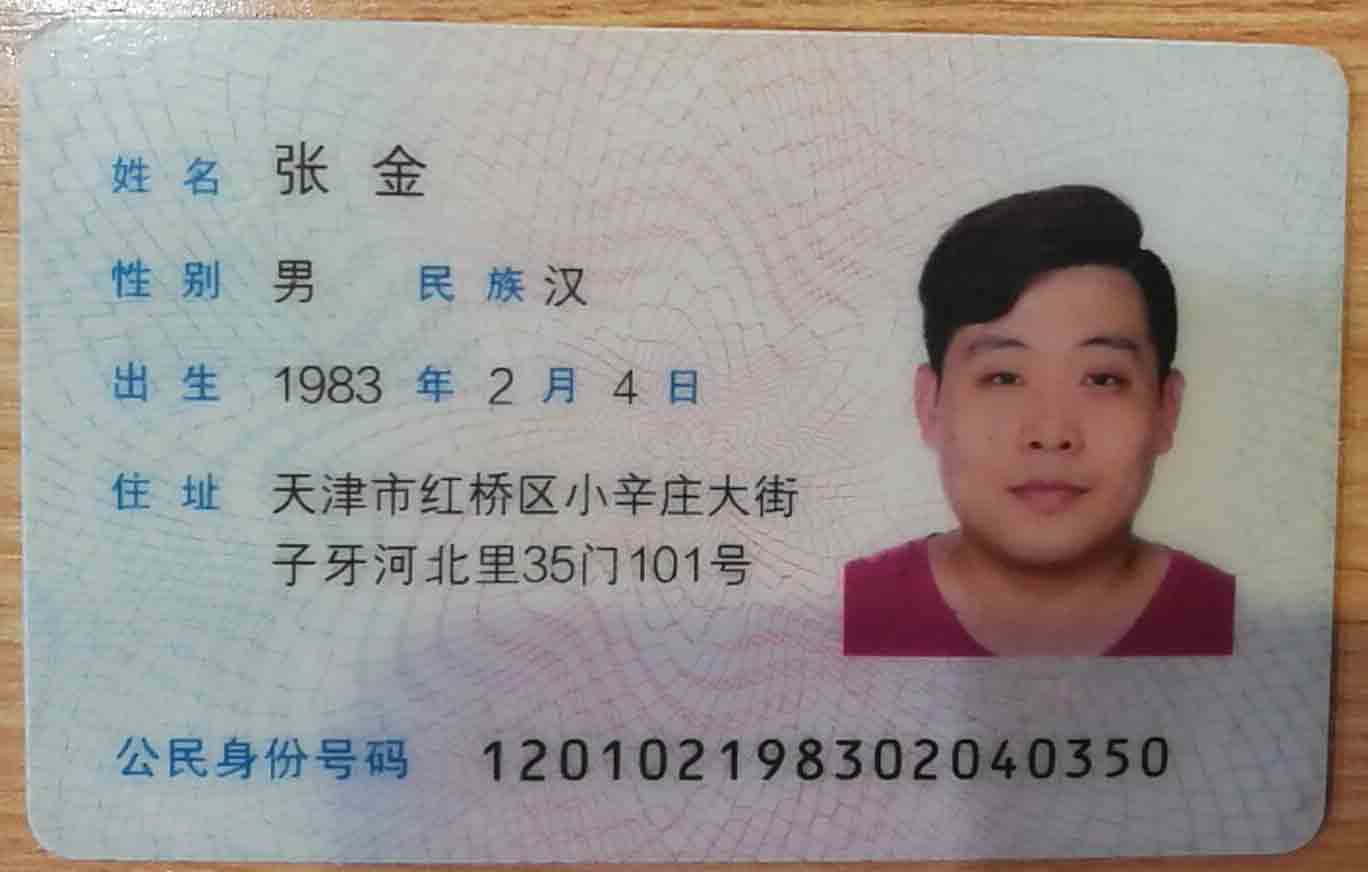 姓名 张金
性别 男 民族 汉
出生 1983 年 2 月 4 日
住址 天津市红桥区小辛庄大街
子牙河北里35门101号
公民身份号码 120102198302040350